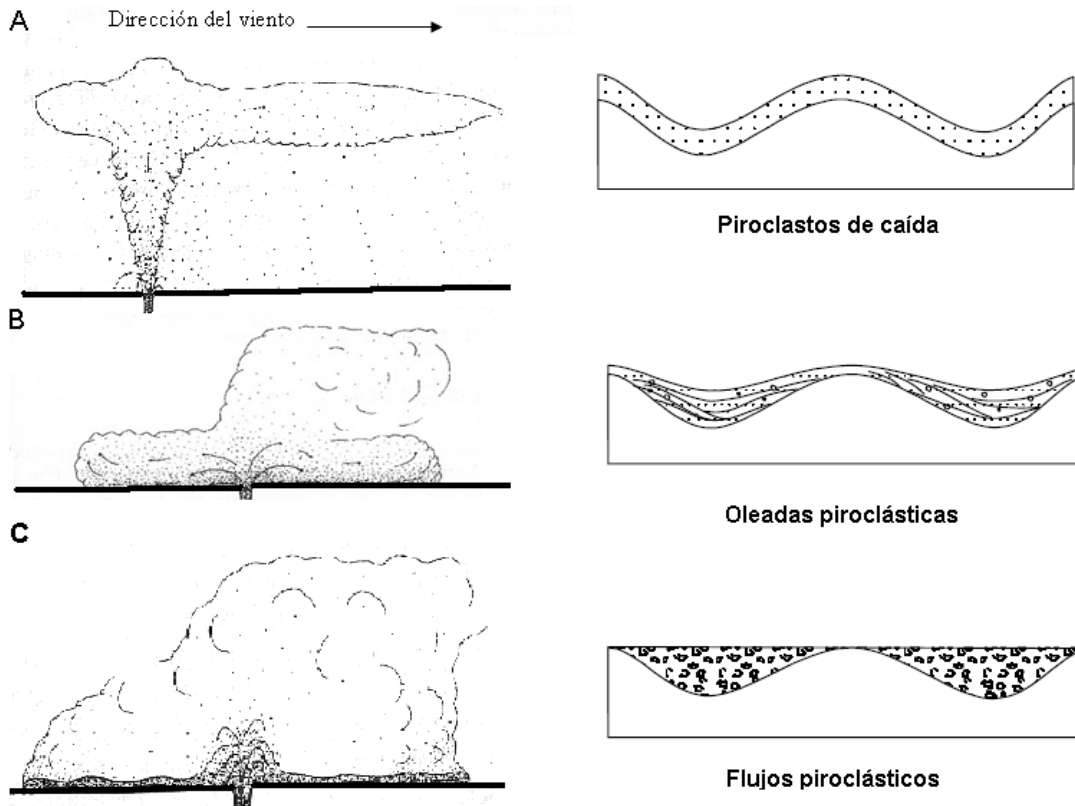 A
Dirección del viento
Piroclastos de caída
B
Oleadas piroclásticas
C
Flujos piroclásticos